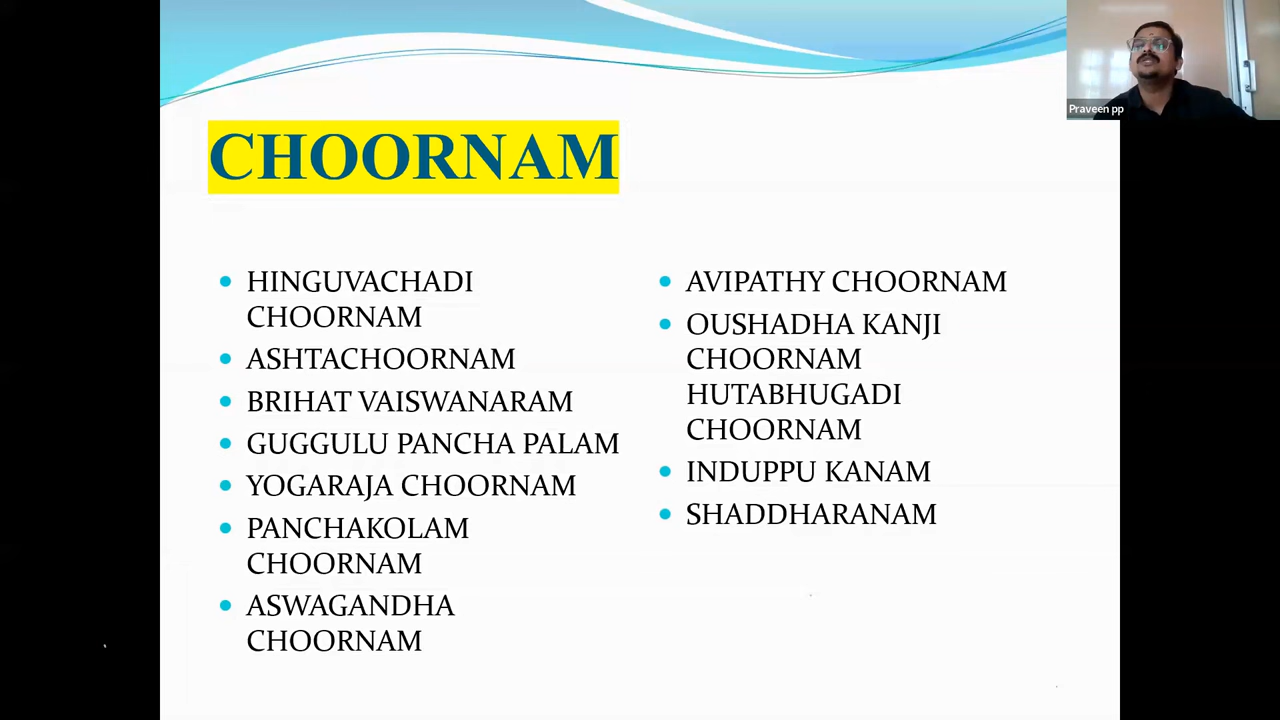 CHOORNAM
HINGUVACHADI
CHOORNAM
ASHTACHOORNAM
BRIHAT VAISWANARAM
GUGGULU PANCHA PALAM
YOGARAJA CHOORNAM
PANCHAKOLAM
CHOORNAM
ASWAGANDHA
CHOORNAM
AVIPATHY CHOORNAM
OUSHADHA KANJI
CHOORNAM
HUTABHUGADI
CHOORNAM
INDUPPU KANAM
SHADDHARANAM
Praveen pp